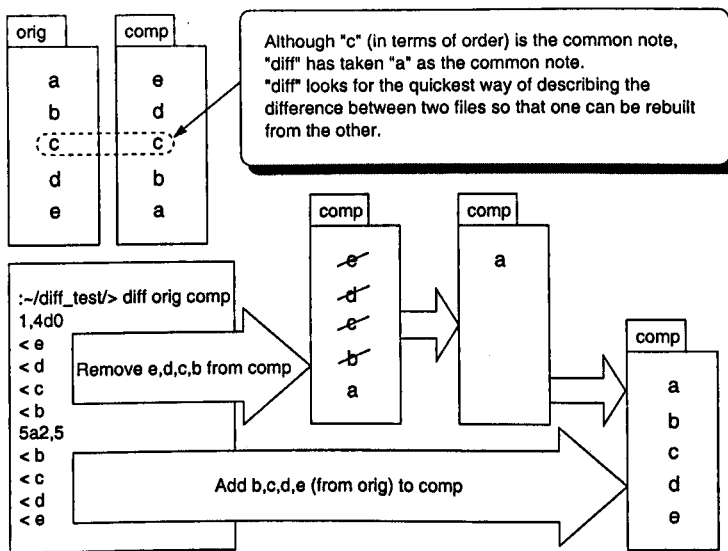 orig
comp
a
b
c
d
e
e
d
c
b
a
Although "c" (in terms of order) is the common note,
"diff" has taken "a" as the common note.
"diff" looks for the quickest way of describing the
difference between two files so that one can be rebuilt
from the other.
:~/diff_test/> diff orig comp
1,4d0
< e
< d
< c
< b
5a2,5
< b
< c
< d
< e
Remove e,d,c,b from comp
comp
e
d
c
b
a
comp
a
Add b,c,d,e (from orig) to comp
comp
a
b
c
d
e